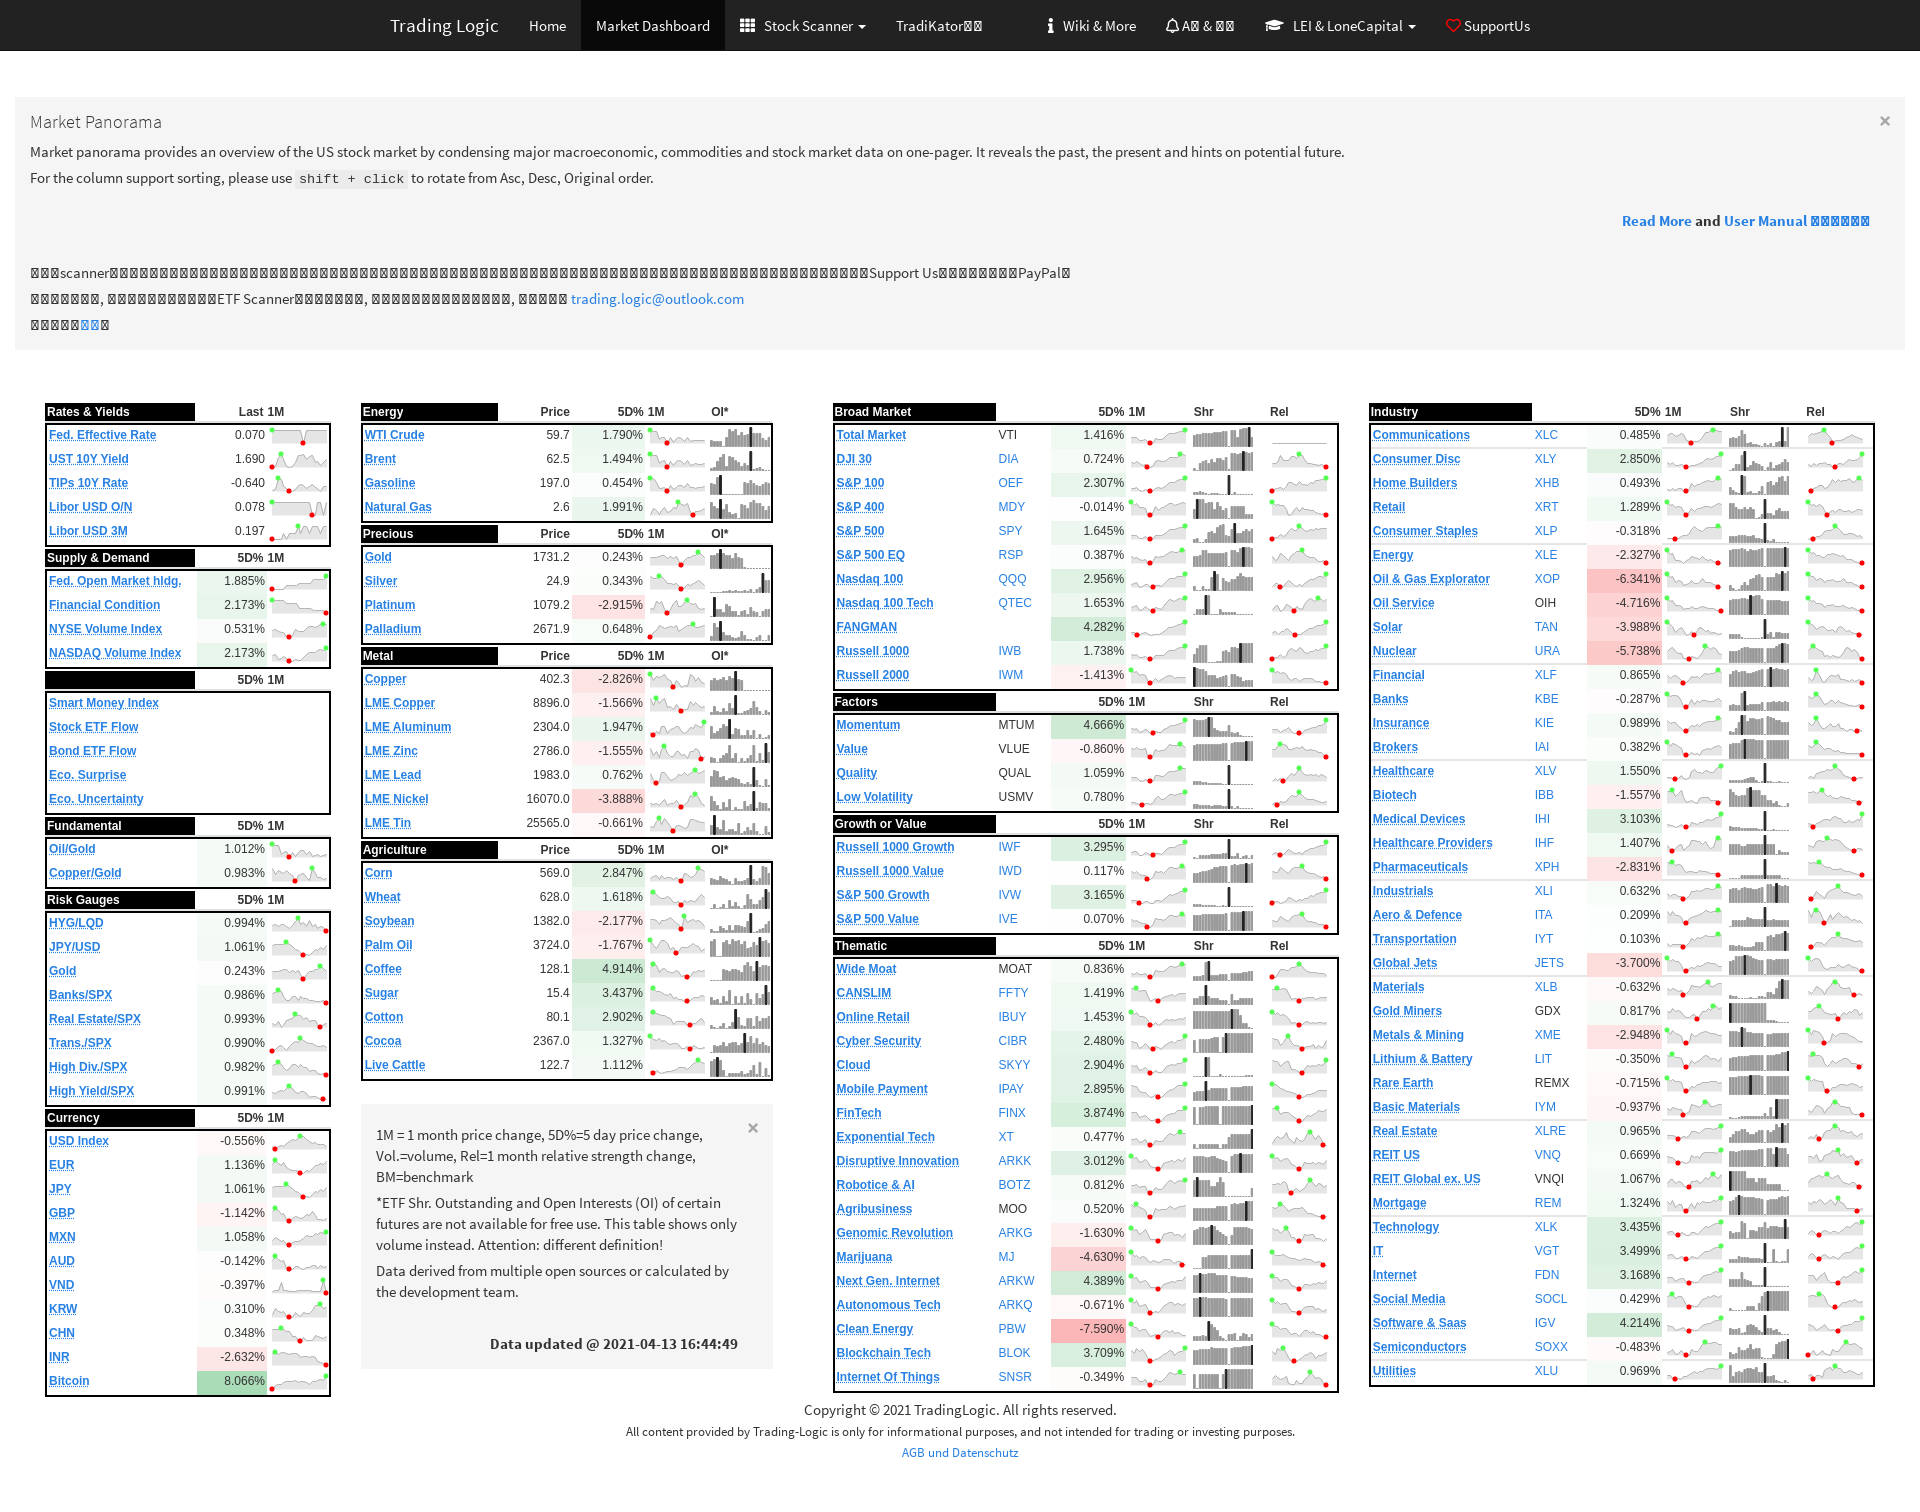 Trading Logic Home Market Dashboard Stock Scanner TradiKator Wiki & More A & LEI & LoneCapital SupportUs
Market Panorama ×
Market panorama provides an overview of the US stock market by condensing major macroeconomic, commodities and stock market data on one-pager. It reveals the past, the present and hints on potential future.
For the column support sorting, please use shift + click to rotate from Asc, Desc, Original order.
Read More and User Manual
scanner Support Us PayPal
, ETF Scanner , , trading.logic@outlook.com
Rates & Yields Last 1M
Fed. Effective Rate 0.070
UST 10Y Yield 1.690
TIPs 10Y Rate -0.640
Libor USD O/N 0.078
Libor USD 3M 0.197
Supply & Demand 5D% 1M
Fed. Open Market hldg. 1.885%
Financial Condition 2.173%
NYSE Volume Index 0.531%
NASDAQ Volume Index 2.173%
5D% 1M
Smart Money Index
Stock ETF Flow
Bond ETF Flow
Eco. Surprise
Eco. Uncertainty
Fundamental 5D% 1M
Oil/Gold 1.012%
Copper/Gold 0.983%
Risk Gauges 5D% 1M
HYG/LQD 0.994%
JPY/USD 1.061%
Gold 0.243%
Banks/SPX 0.986%
Real Estate/SPX 0.993%
Trans./SPX 0.990%
High Div./SPX 0.982%
High Yield/SPX 0.991%
Currency 5D% 1M
USD Index -0.556%
EUR 1.136%
JPY 1.061%
GBP -1.142%
MXN 1.058%
AUD -0.142%
VND -0.397%
KRW 0.310%
CHN 0.348%
INR -2.632%
Bitcoin 8.066%
Energy Price 5D% 1M OI*
WTI Crude 59.7 1.790%
Brent 62.5 1.494%
Gasoline 197.0 0.454%
Natural Gas 2.6 1.991%
Precious Price 5D% 1M OI*
Gold 1731.2 0.243%
Silver 24.9 0.343%
Platinum 1079.2 -2.915%
Palladium 2671.9 0.648%
Metal Price 5D% 1M OI*
Copper 402.3 -2.826%
LME Copper 8896.0 -1.566%
LME Aluminum 2304.0 1.947%
LME Zinc 2786.0 -1.555%
LME Lead 1983.0 0.762%
LME Nickel 16070.0 -3.888%
LME Tin 25565.0 -0.661%
Agriculture Price 5D% 1M OI*
Corn 569.0 2.847%
Wheat 628.0 1.618%
Soybean 1382.0 -2.177%
Palm Oil 3724.0 -1.767%
Coffee 128.1 4.914%
Sugar 15.4 3.437%
Cotton 80.1 2.902%
Cocoa 2367.0 1.327%
Live Cattle 122.7 1.112%
×
1M = 1 month price change, 5D%=5 day price change,
Vol.=volume, Rel=1 month relative strength change,
BM=benchmark
*ETF Shr. Outstanding and Open Interests (OI) of certain
futures are not available for free use. This table shows only
volume instead. Attention: different definition!
Data derived from multiple open sources or calculated by
the development team.
Data updated @ 2021-04-13 16:44:49
Broad Market 5D% 1M Shr Rel
Total Market VTI 1.416%
DJI 30 DIA 0.724%
S&P 100 OEF 2.307%
S&P 400 MDY -0.014%
S&P 500 SPY 1.645%
S&P 500 EQ RSP 0.387%
Nasdaq 100 QQQ 2.956%
Nasdaq 100 Tech QTEC 1.653%
FANGMAN 4.282%
Russell 1000 IWB 1.738%
Russell 2000 IWM -1.413%
Factors 5D% 1M Shr Rel
Momentum MTUM 4.666%
Value VLUE -0.860%
Quality QUAL 1.059%
Low Volatility USMV 0.780%
Growth or Value 5D% 1M Shr Rel
Russell 1000 Growth IWF 3.295%
Russell 1000 Value IWD 0.117%
S&P 500 Growth IVW 3.165%
S&P 500 Value IVE 0.070%
Thematic 5D% 1M Shr Rel
Wide Moat MOAT 0.836%
CANSLIM FFTY 1.419%
Online Retail IBUY 1.453%
Cyber Security CIBR 2.480%
Cloud SKYY 2.904%
Mobile Payment IPAY 2.895%
FinTech FINX 3.874%
Exponential Tech XT 0.477%
Disruptive Innovation ARKK 3.012%
Robotice & AI BOTZ 0.812%
Agribusiness MOO 0.520%
Genomic Revolution ARKG -1.630%
Marijuana MJ -4.630%
Next Gen. Internet ARKW 4.389%
Autonomous Tech ARKQ -0.671%
Clean Energy PBW -7.590%
Blockchain Tech BLOK 3.709%
Internet Of Things SNSR -0.349%
Industry 5D% 1M Shr Rel
Communications XLC 0.485%
Consumer Disc XLY 2.850%
Home Builders XHB 0.493%
Retail XRT 1.289%
Consumer Staples XLP -0.318%
Energy XLE -2.327%
Oil & Gas Explorator XOP -6.341%
Oil Service OIH -4.716%
Solar TAN -3.988%
Nuclear URA -5.738%
Financial XLF 0.865%
Banks KBE -0.287%
Insurance KIE 0.989%
Brokers IAI 0.382%
Healthcare XLV 1.550%
Biotech IBB -1.557%
Medical Devices IHI 3.103%
Healthcare Providers IHF 1.407%
Pharmaceuticals XPH -2.831%
Industrials XLI 0.632%
Aero & Defence ITA 0.209%
Transportation IYT 0.103%
Global Jets JETS -3.700%
Materials XLB -0.632%
Gold Miners GDX 0.817%
Metals & Mining XME -2.948%
Lithium & Battery LIT -0.350%
Rare Earth REMX -0.715%
Basic Materials IYM -0.937%
Real Estate XLRE 0.965%
REIT US VNQ 0.669%
REIT Global ex. US VNQI 1.067%
Mortgage REM 1.324%
Technology XLK 3.435%
IT VGT 3.499%
Internet FDN 3.168%
Social Media SOCL 0.429%
Software & Saas IGV 4.214%
Semiconductors SOXX -0.483%
Utilities XLU 0.969%
Copyright © 2021 TradingLogic. All rights reserved.
All content provided by Trading-Logic is only for informational purposes, and not intended for trading or investing purposes.
AGB und Datenschutz